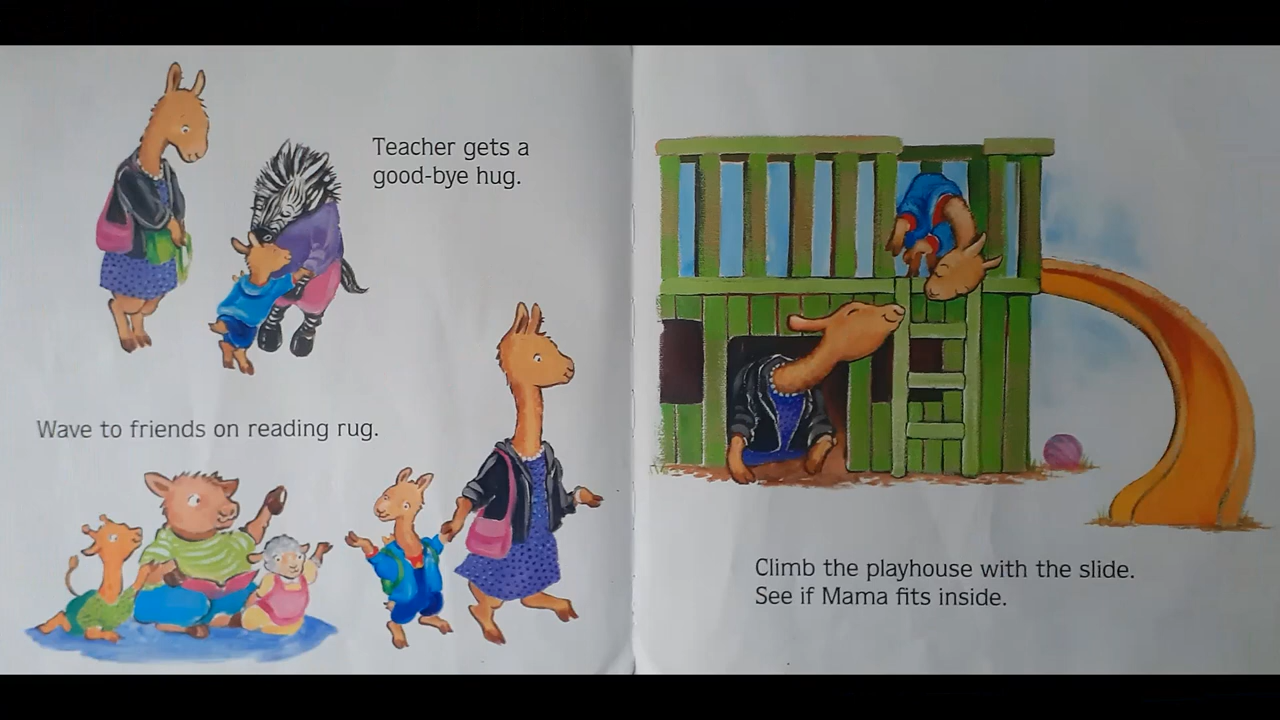 Teacher gets a
good-bye hug.
Wave to friends on reading rug.
Climb the playhouse with the slide.
See if Mama fits inside.